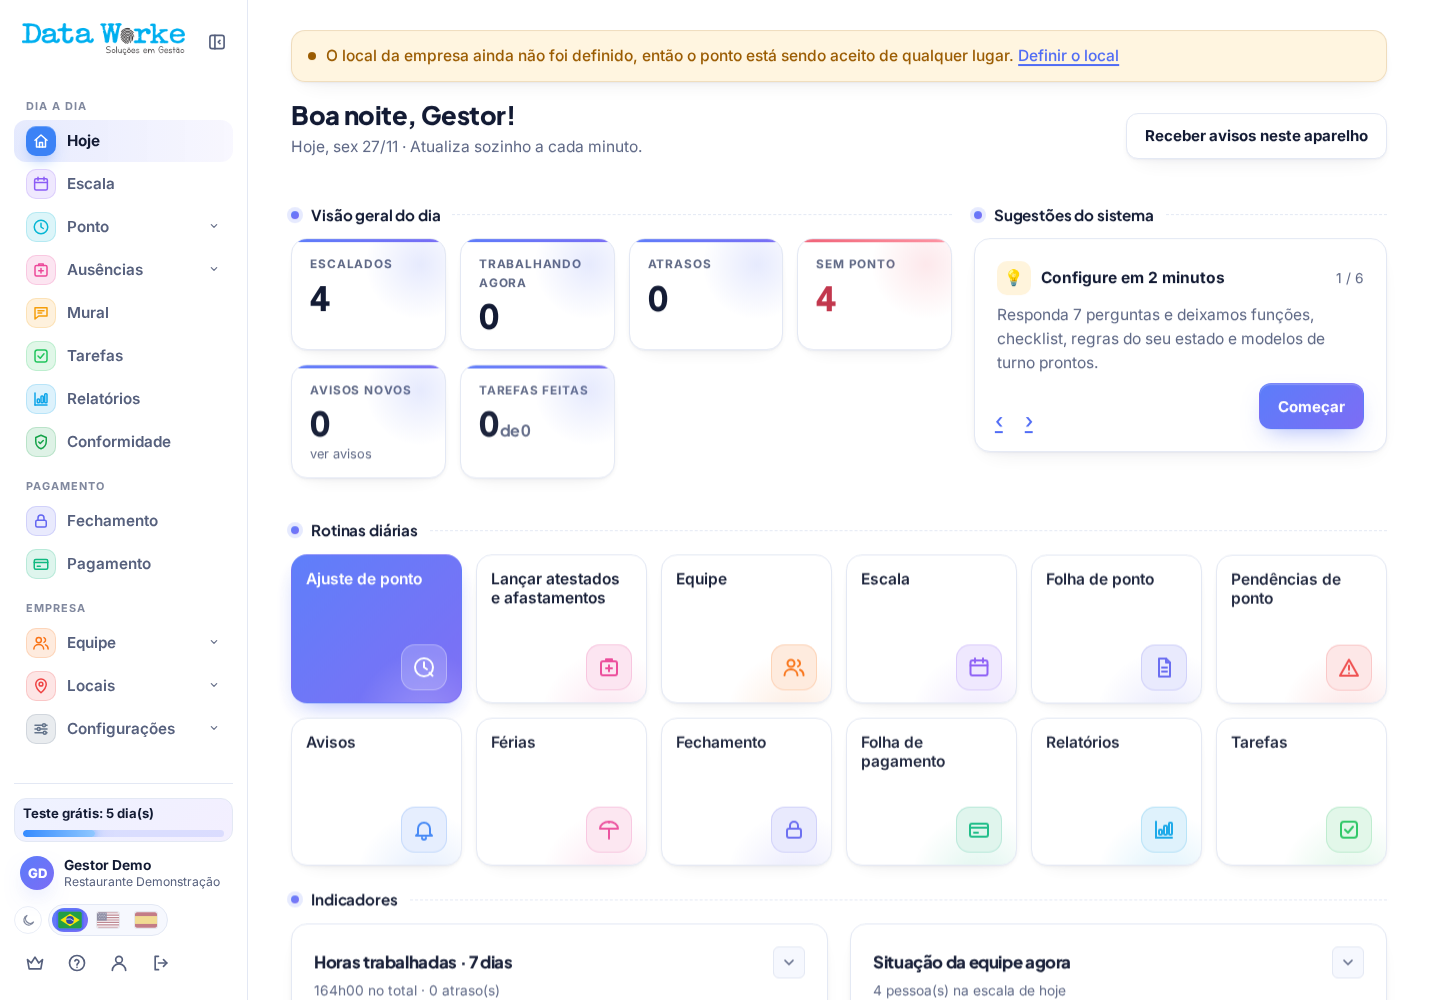 Data Worke
Soluções em Gestão
DIA A DIA
Hoje
Escala
Ponto
Ausências
Mural
Tarefas
Relatórios
Conformidade
PAGAMENTO
Fechamento
Pagamento
EMPRESA
Equipe
Locais
Configurações
Teste grátis: 5 dia(s)
GD
Gestor Demo
Restaurante Demonstração
O local da empresa ainda não foi definido, então o ponto está sendo aceito de qualquer lugar. Definir o local
Boa noite, Gestor!
Hoje, sex 27/11 · Atualiza sozinho a cada minuto.
Receber avisos neste aparelho
Visão geral do dia
ESCALADOS
4
TRABALHANDO
AGORA
0
ATRASOS
0
SEM PONTO
4
AVISOS NOVOS
0
ver avisos
TAREFAS FEITAS
0 de 0
Sugestões do sistema
💡 Configure em 2 minutos
1 / 6
Responda 7 perguntas e deixamos funções,
checklist, regras do seu estado e modelos de
turno prontos.
‹ ›
Começar
Rotinas diárias
Ajuste de ponto
Lançar atestados
e afastamentos
Equipe
Escala
Folha de ponto
Pendências de
ponto
Avisos
Férias
Fechamento
Folha de
pagamento
Relatórios
Tarefas
Indicadores
Horas trabalhadas · 7 dias
164h00 no total · 0 atraso(s)
Situação da equipe agora
4 pessoa(s) na escala de hoje